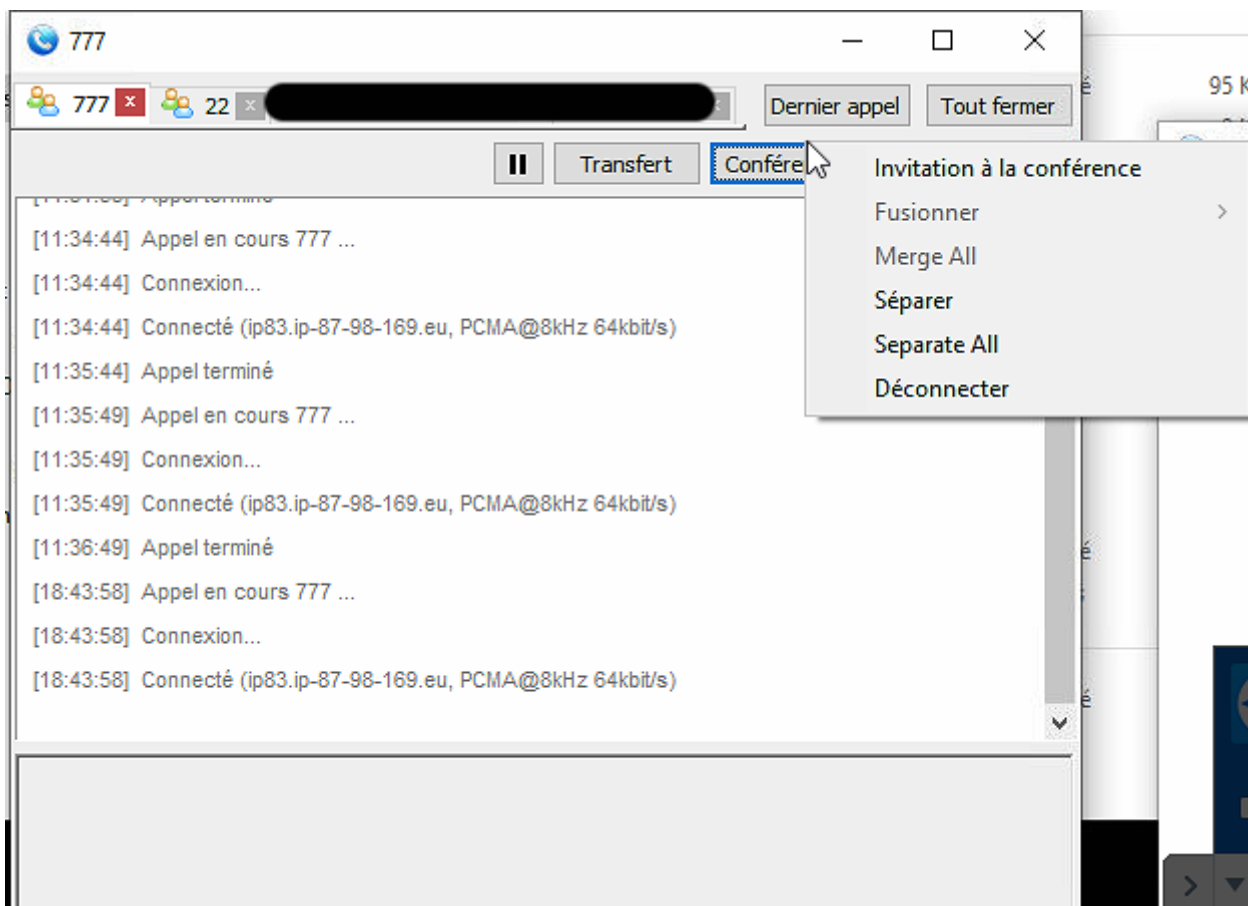 777
777 x 22 x
Dernier appel Tout fermer
Transfert
Invitation à la conférence
Fusionner
Merge All
Séparer
Separate All
Déconnecter
[11:34:44] Appel en cours 777 ...
[11:34:44] Connexion...
[11:34:44] Connecté (ip83.ip-87-98-169.eu, PCMA@8kHz 64kbit/s)
[11:35:44] Appel terminé
[11:35:49] Appel en cours 777 ...
[11:35:49] Connexion...
[11:35:49] Connecté (ip83.ip-87-98-169.eu, PCMA@8kHz 64kbit/s)
[11:36:49] Appel terminé
[18:43:58] Appel en cours 777 ...
[18:43:58] Connexion...
[18:43:58] Connecté (ip83.ip-87-98-169.eu, PCMA@8kHz 64kbit/s)
95 K